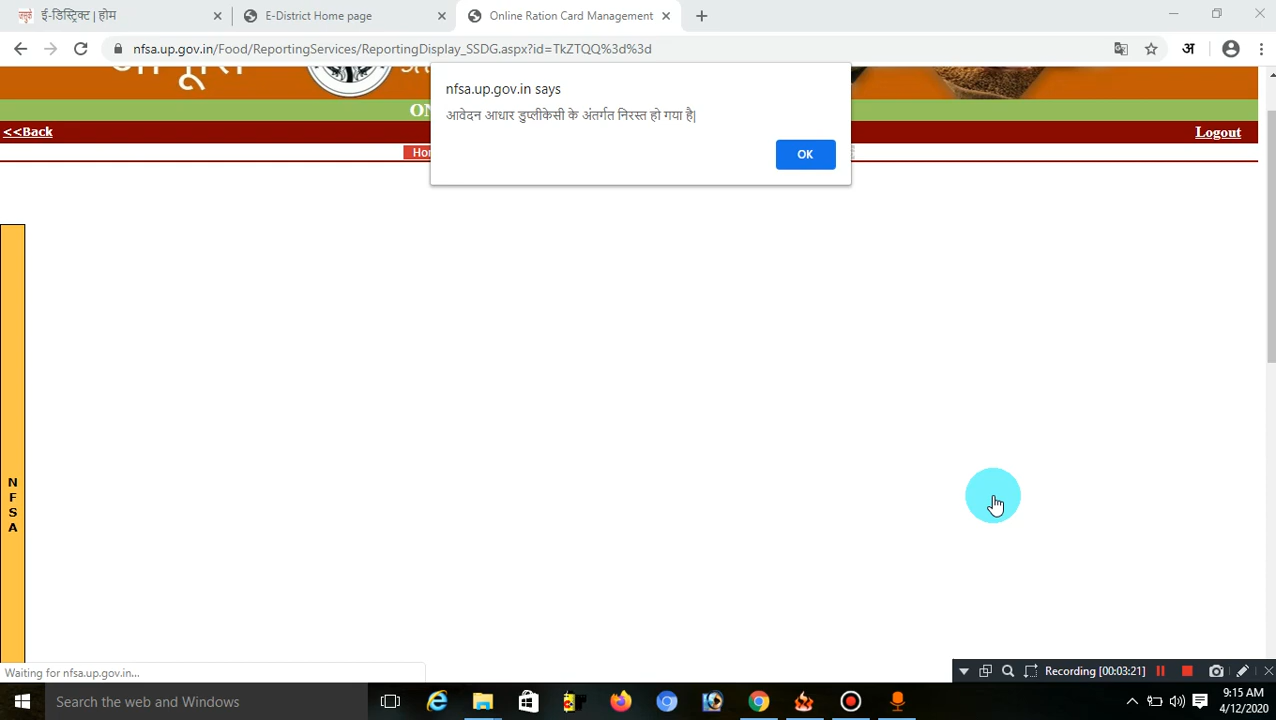 ई-डिस्ट्रिक्ट | होम
E-District Home page
Online Ration Card Management
nfsa.up.gov.in/Food/ReportingServices/ReportingDisplay_SSDG.aspx?id=TkZTQQ%3d%3d
अ
nfsa.up.gov.in says
आवेदन आधार डुप्लीकेसी के अंतर्गत निरस्त हो गया है|
OK
ON
<<Back
Logout
Hor
N
F
S
A
Waiting for nfsa.up.gov.in...
Recording [00:03:21]
Search the web and Windows
9:15 AM
4/12/2020